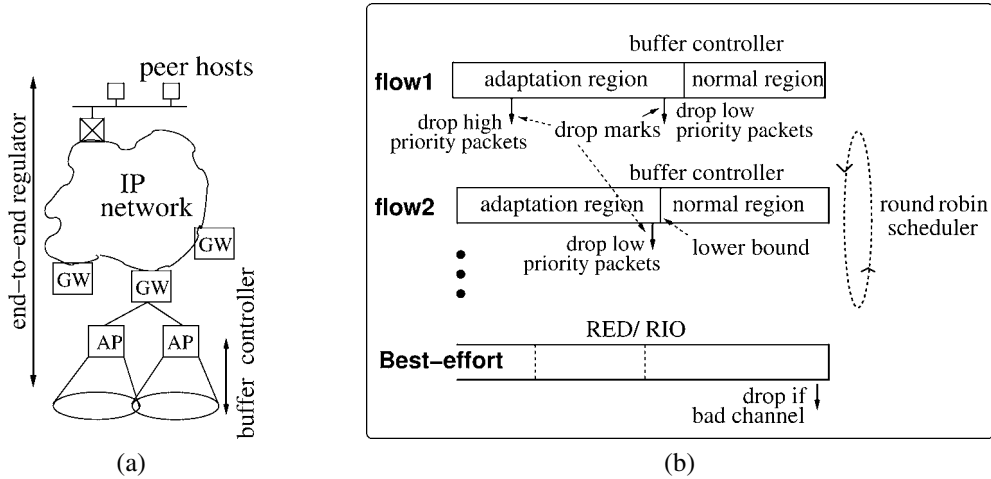 peer hosts
end-to-end regulator
IP
network
GW
GW
GW
AP
AP
buffer controller
(a)
buffer controller
flow1
adaptation region
normal region
drop high
priority packets
drop marks
drop low
priority packets
buffer controller
flow2
adaptation region
normal region
drop low
priority packets
lower bound
round robin
scheduler
RED/ RIO
Best-effort
drop if
bad channel
(b)